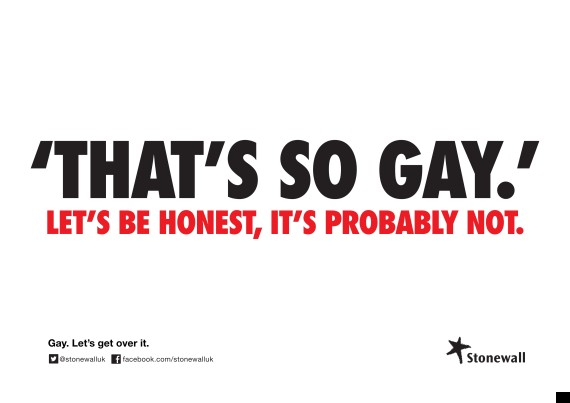 ‘THAT’S SO GAY.’
LET’S BE HONEST, IT’S PROBABLY NOT.
Gay. Let’s get over it.
@stonewalluk facebook.com/stonewalluk
Stonewall